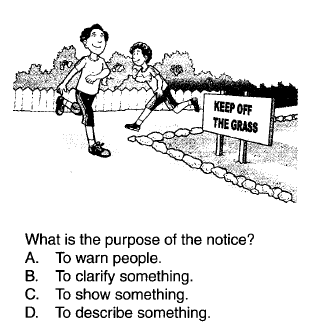 KEEP OFF
THE GRASS
What is the purpose of the notice?
A. To warn people.
B. To clarify something.
C. To show something.
D. To describe something.